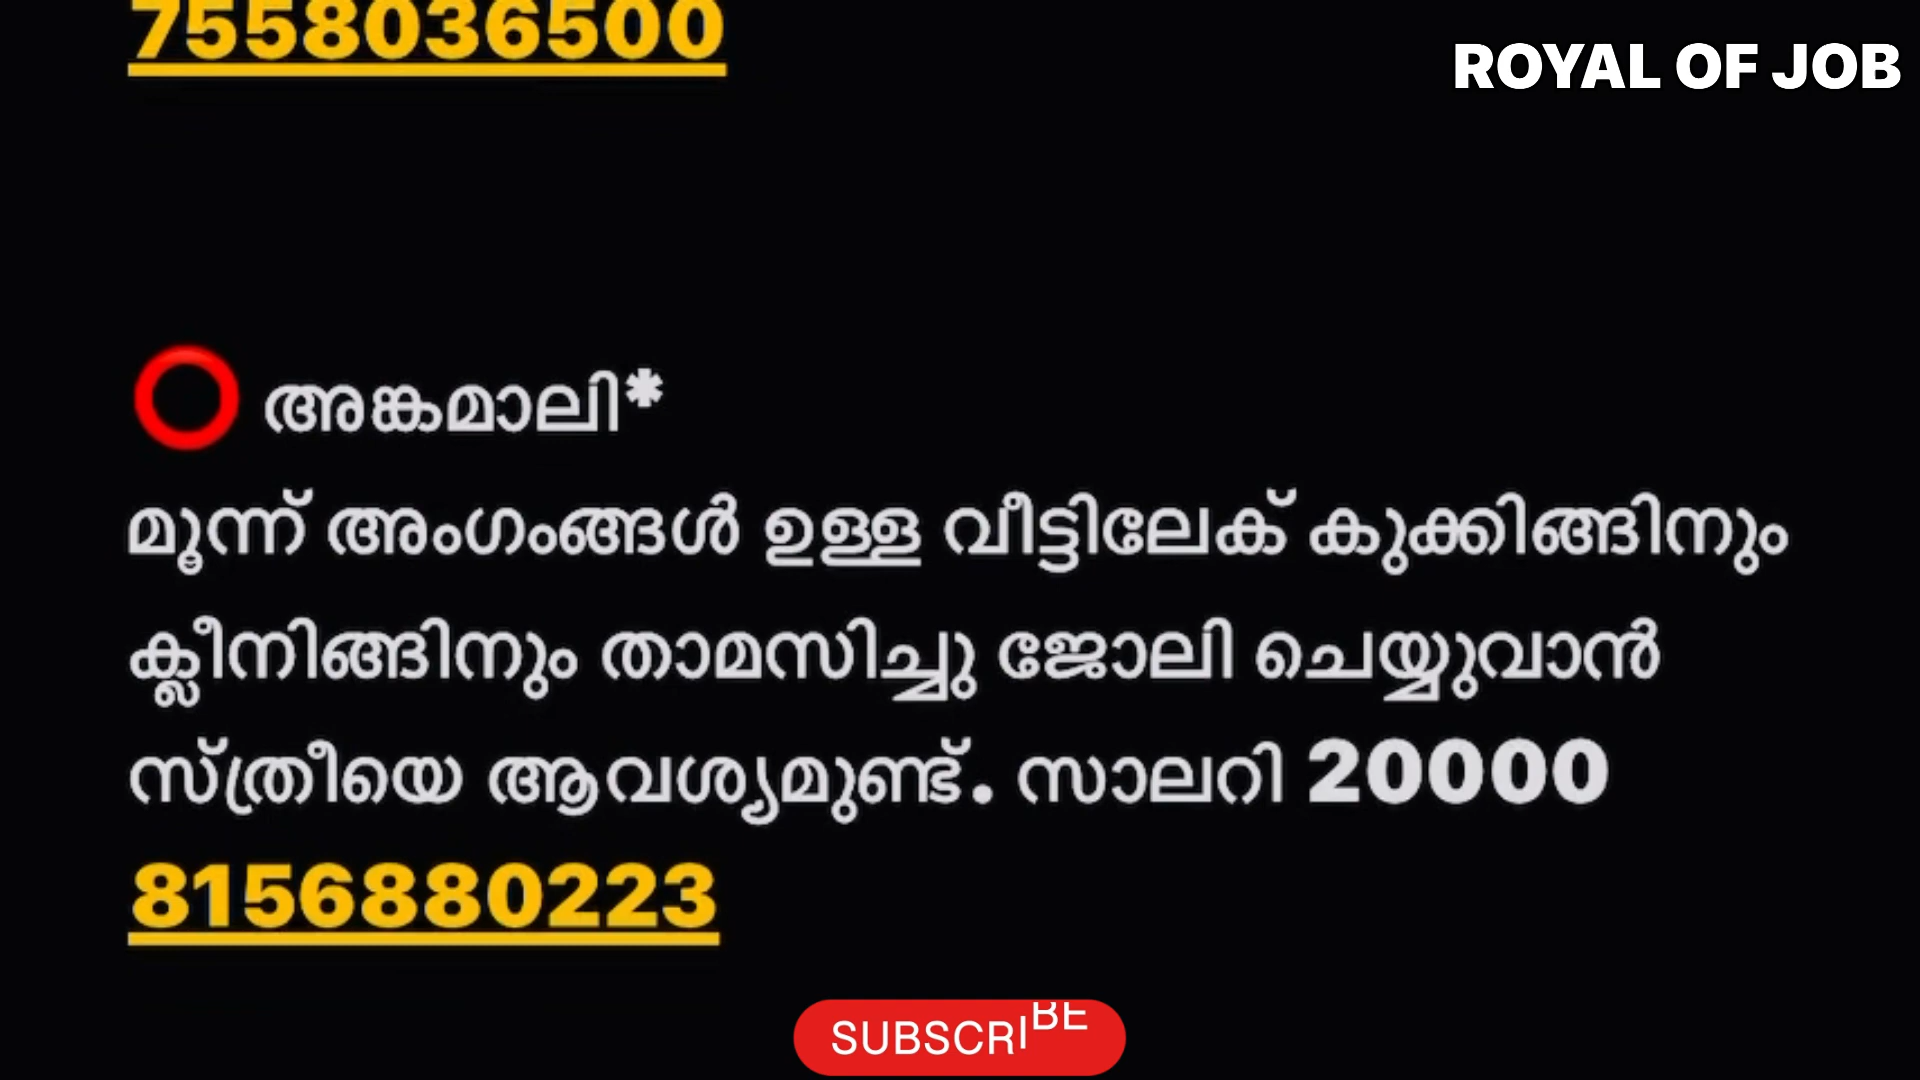 7558036500
ROYAL OF JOB
⭕ അങ്കമാലി*
മൂന്ന് അംഗംങ്ങൾ ഉള്ള വീട്ടിലേക് കുക്കിങ്ങിനും
ക്ലീനിങ്ങിനും താമസിച്ചു ജോലി ചെയ്യുവാൻ
സ്ത്രീയെ ആവശ്യമുണ്ട്. സാലറി 20000
8156880223
SUBSCRIBE